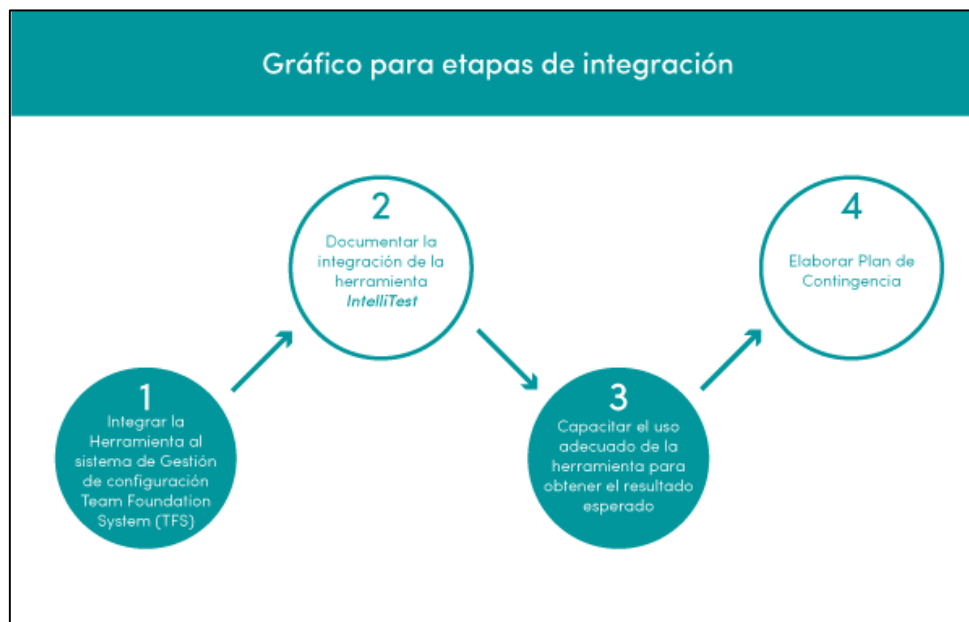 Gráfico para etapas de integración
1
Integrar la
Herramienta al
sistema de Gestión
de configuración
Team Foundation
System (TFS)
2
Documentar la
integración de la
herramienta
IntelliTest
3
Capacitar el uso
adecuado de la
herramienta para
obtener el resultado
esperado
4
Elaborar Plan de
Contingencia